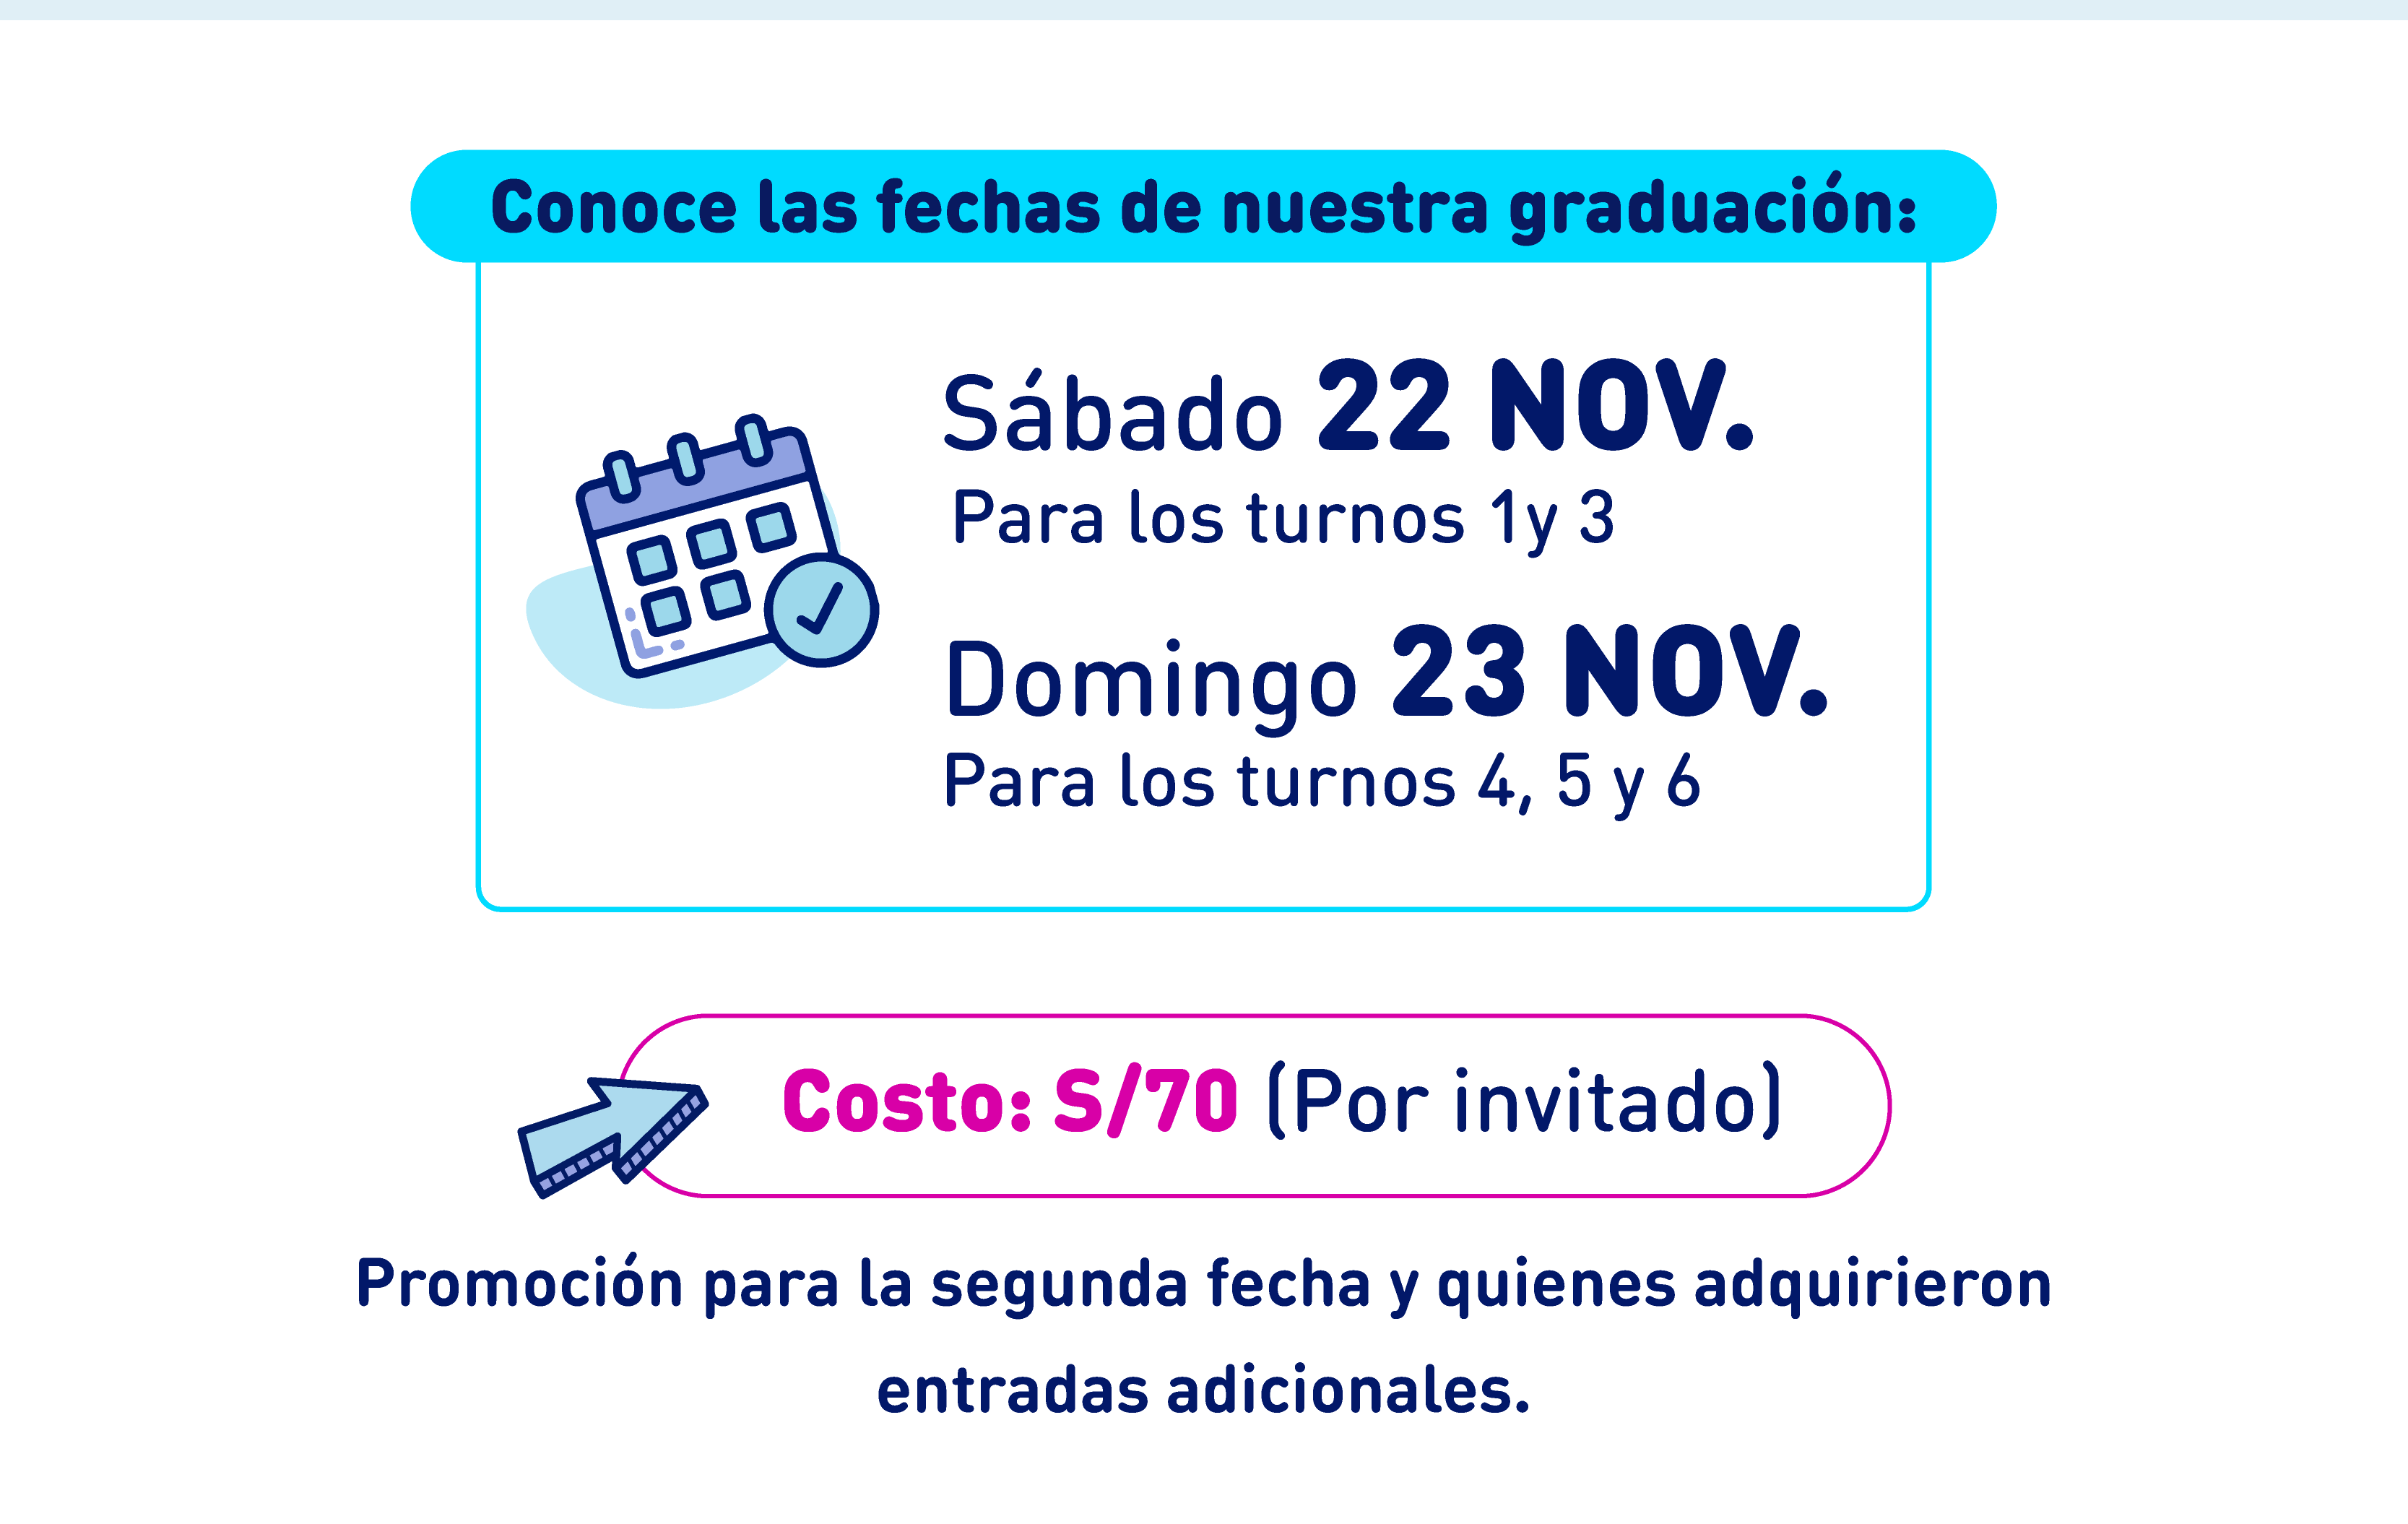 Conoce las fechas de nuestra graduación:
Sábado 22 NOV.
Para los turnos 1 y 3
Domingo 23 NOV.
Para los turnos 4, 5 y 6
Costo: S/70 (Por invitado)
Promoción para la segunda fecha y quienes adquirieron
entradas adicionales.